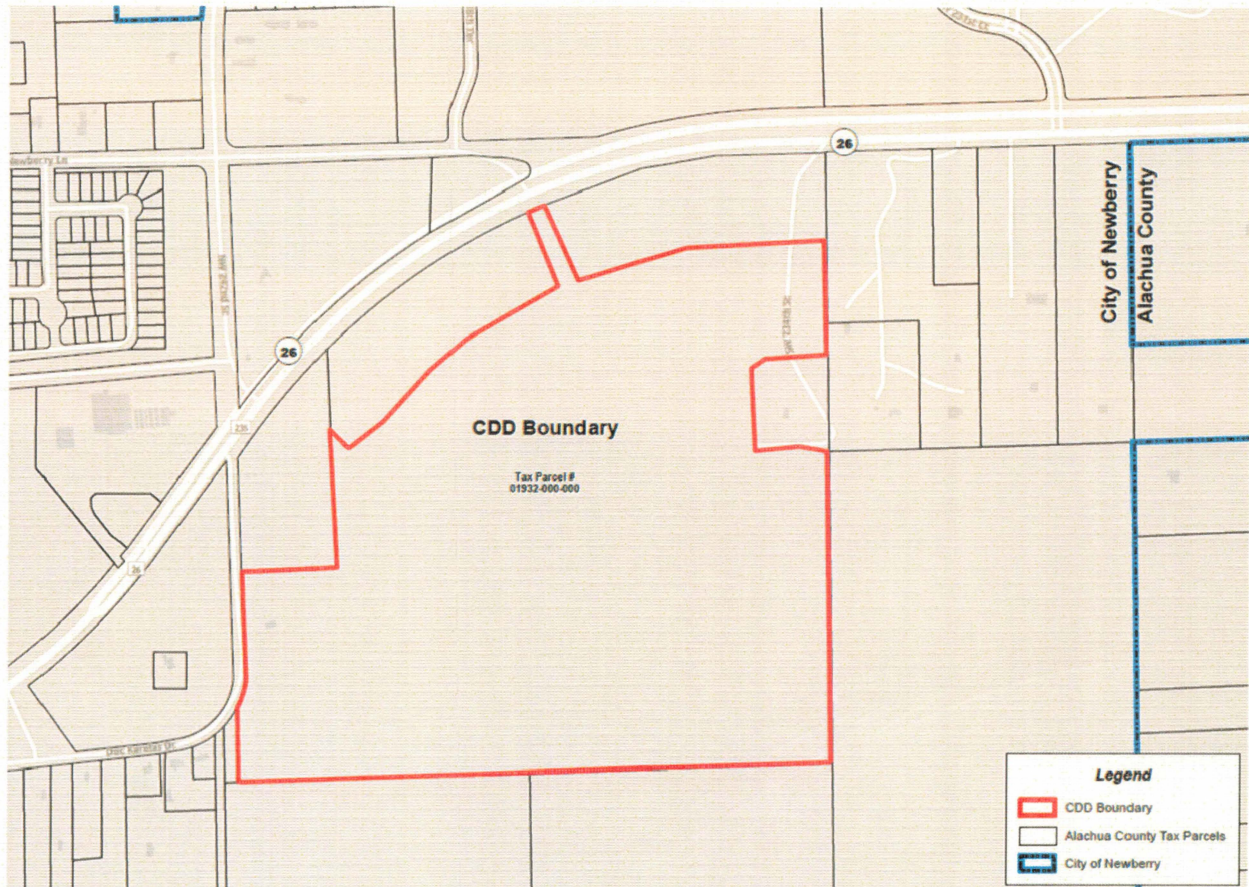 26
City of Newberry
Alachua County
Newberry Ln
26
235
CDD Boundary
Tax Parcel #
01932-000-000
26
Legend
CDD Boundary
Alachua County Tax Parcels
City of Newberry